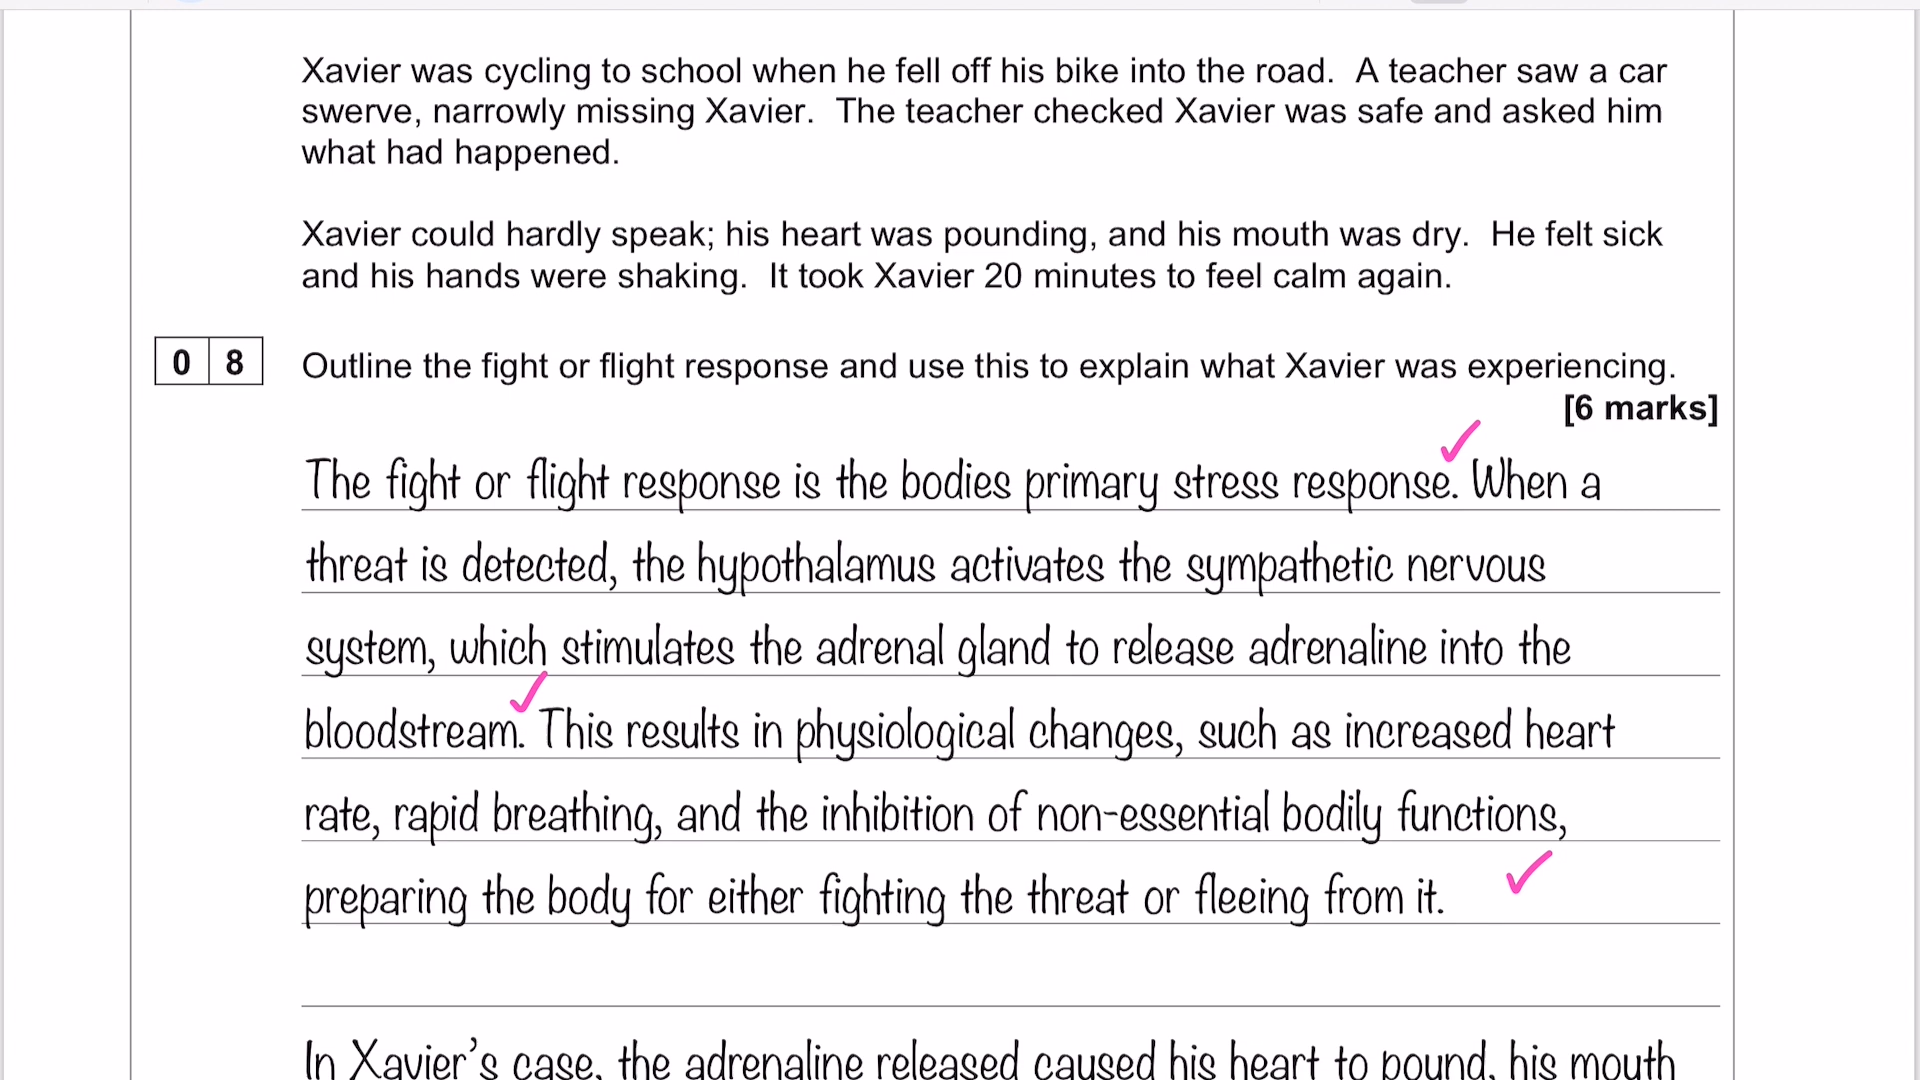 Xavier was cycling to school when he fell off his bike into the road. A teacher saw a car
swerve, narrowly missing Xavier. The teacher checked Xavier was safe and asked him
what had happened.
Xavier could hardly speak; his heart was pounding, and his mouth was dry. He felt sick
and his hands were shaking. It took Xavier 20 minutes to feel calm again.
0 8 Outline the fight or flight response and use this to explain what Xavier was experiencing.
[6 marks]
The fight or flight response is the bodies primary stress response. When a
threat is detected, the hypothalamus activates the sympathetic nervous
system, which stimulates the adrenal gland to release adrenaline into the
bloodstream. This results in physiological changes, such as increased heart
rate, rapid breathing, and the inhibition of non-essential bodily functions,
preparing the body for either fighting the threat or fleeing from it.
In Xavier's case, the adrenaline released caused his heart to pound, his mouth